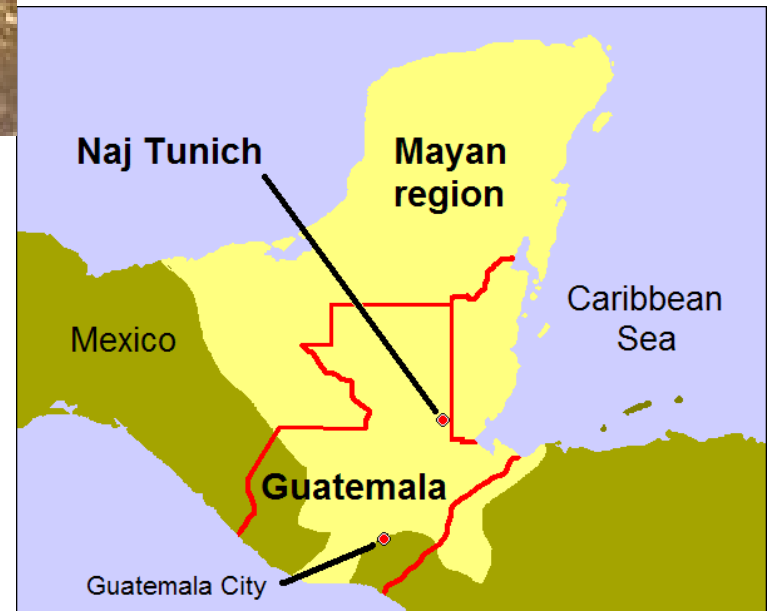 Naj Tunich
Mayan
region
Caribbean
Sea
Mexico
Guatemala
Guatemala City